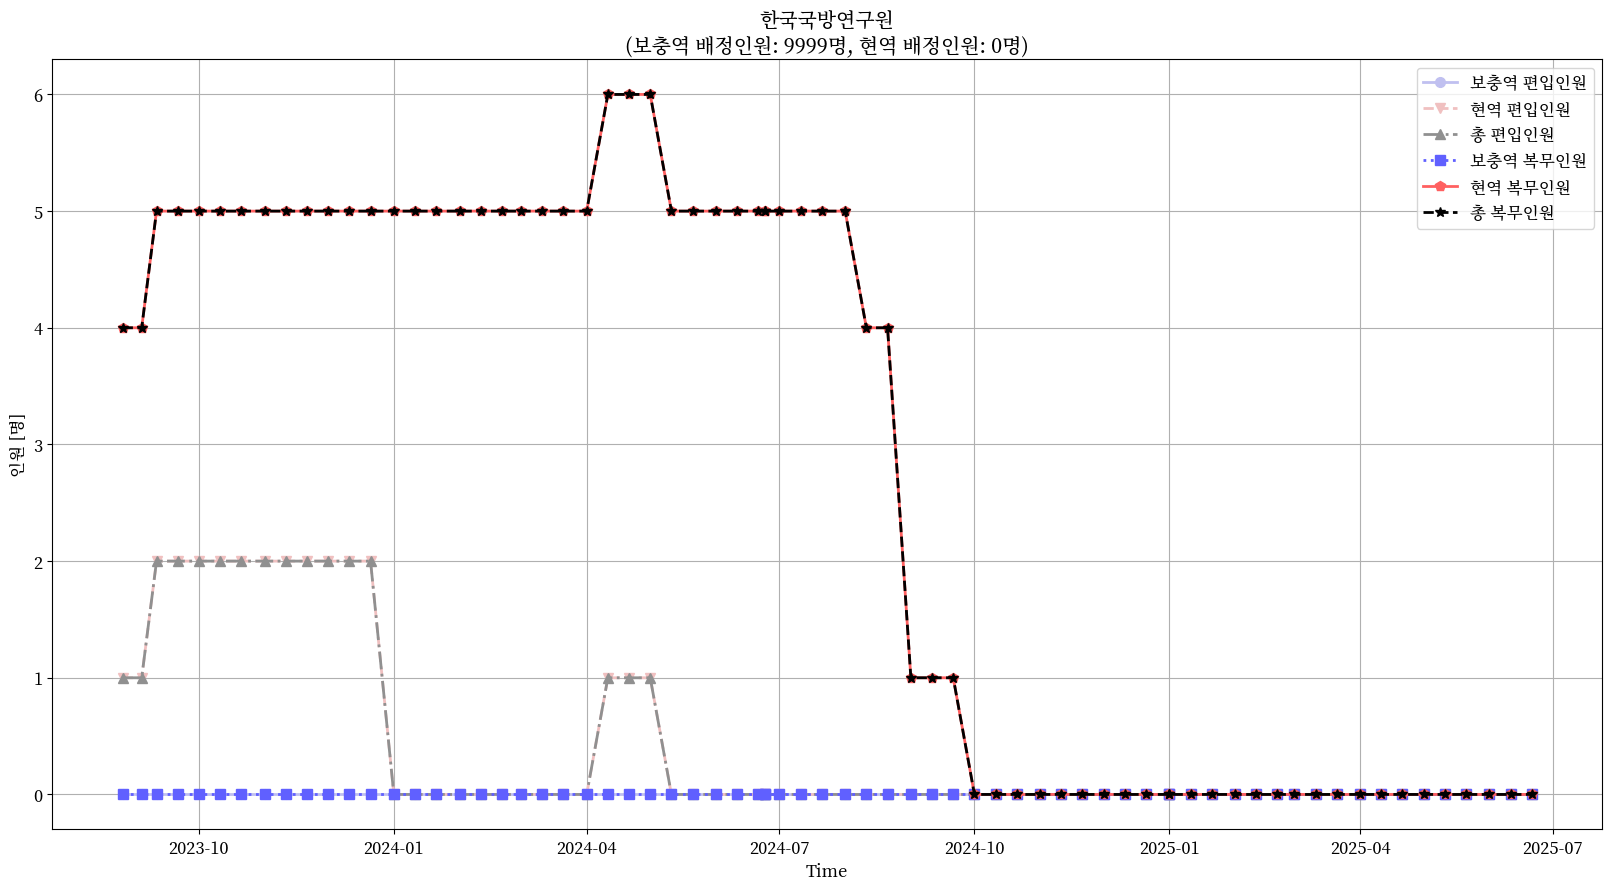 한국국방연구원
(보충역 배정인원: 9999명, 현역 배정인원: 0명)
보충역 편입인원
현역 편입인원
총 편입인원
보충역 복무인원
현역 복무인원
총 복무인원
인원 [명]
6
5
4
3
2
1
0
2023-10 2024-01 2024-04 2024-07 2024-10 2025-01 2025-04 2025-07
Time